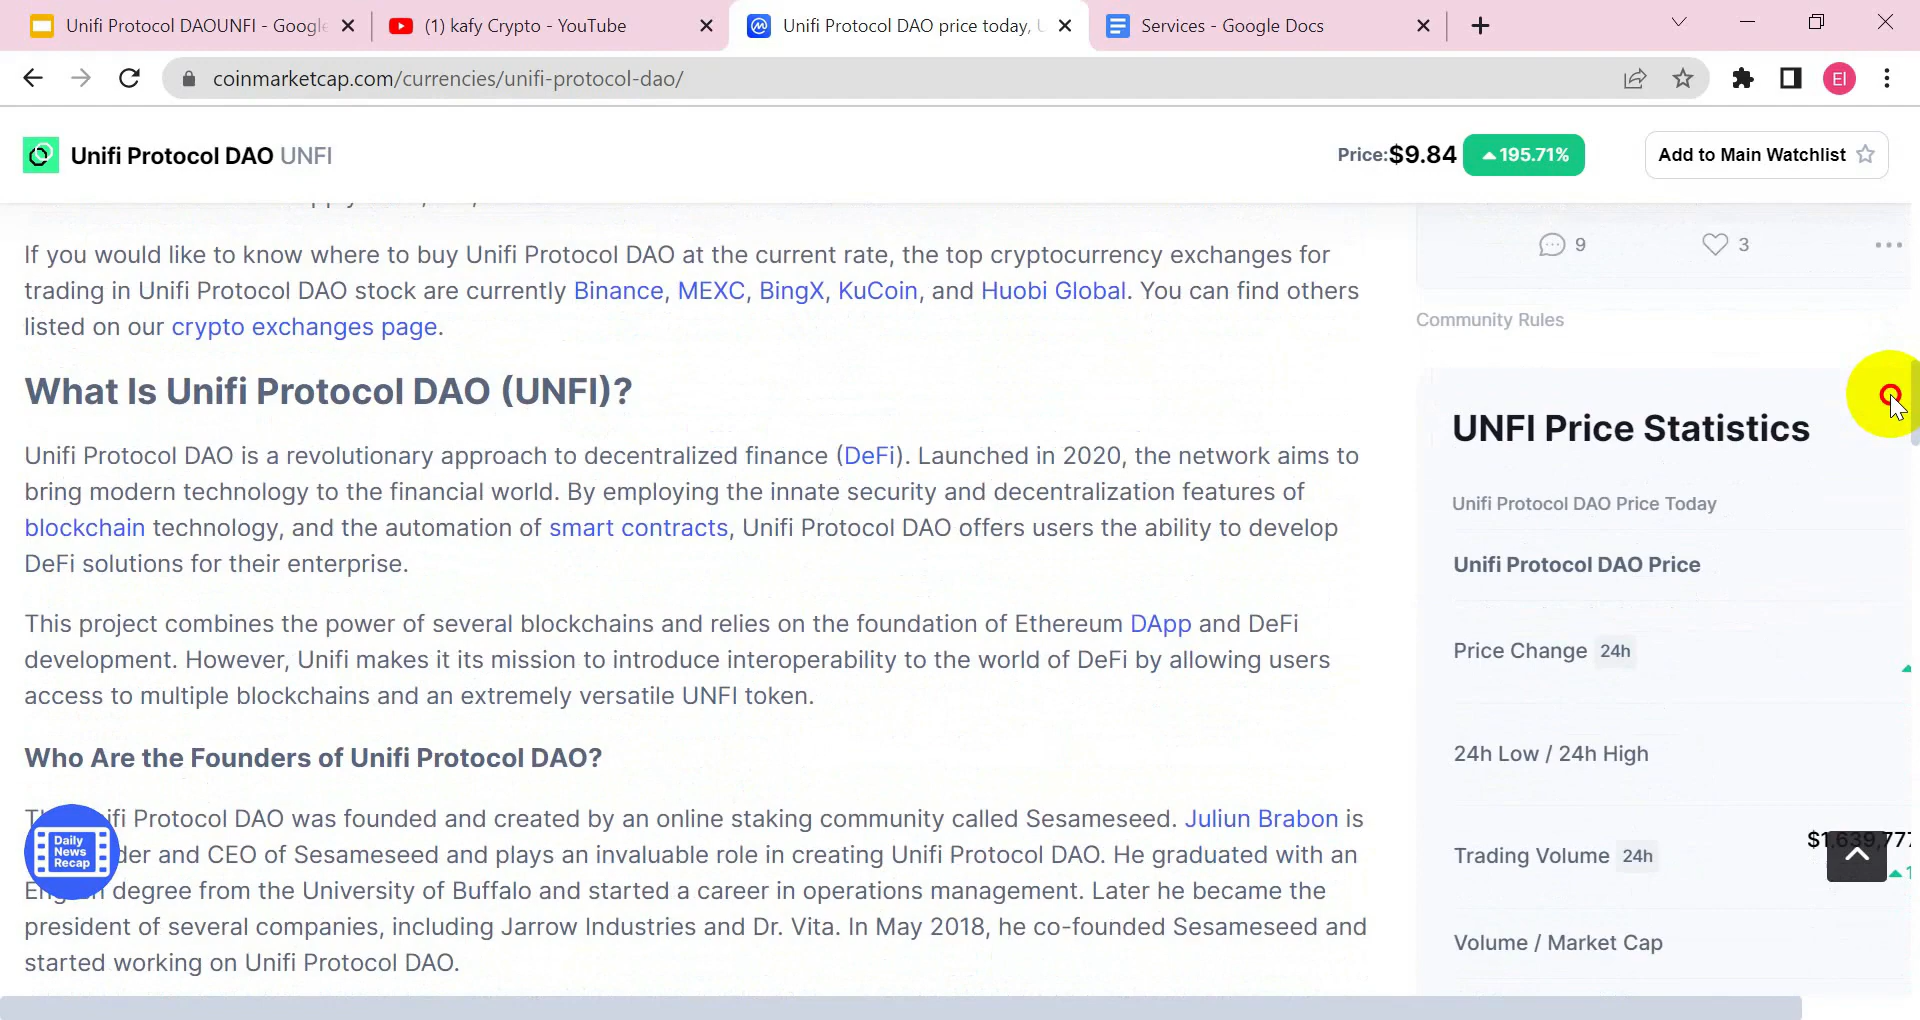 Unifi Protocol DAOUNFI - Google
(1) kafy Crypto - YouTube
Unifi Protocol DAO price today, U
Services - Google Docs
coinmarketcap.com/currencies/unifi-protocol-dao/
EI
Unifi Protocol DAO UNFI
Price:$9.84
195.71%
Add to Main Watchlist
If you would like to know where to buy Unifi Protocol DAO at the current rate, the top cryptocurrency exchanges for
trading in Unifi Protocol DAO stock are currently Binance, MEXC, BingX, KuCoin, and Huobi Global. You can find others
listed on our crypto exchanges page.
What Is Unifi Protocol DAO (UNFI)?
Unifi Protocol DAO is a revolutionary approach to decentralized finance (DeFi). Launched in 2020, the network aims to
bring modern technology to the financial world. By employing the innate security and decentralization features of
blockchain technology, and the automation of smart contracts, Unifi Protocol DAO offers users the ability to develop
DeFi solutions for their enterprise.
This project combines the power of several blockchains and relies on the foundation of Ethereum DApp and DeFi
development. However, Unifi makes it its mission to introduce interoperability to the world of DeFi by allowing users
access to multiple blockchains and an extremely versatile UNFI token.
Who Are the Founders of Unifi Protocol DAO?
ifi Protocol DAO was founded and created by an online staking community called Sesameseed. Juliun Brabon is
der and CEO of Sesameseed and plays an invaluable role in creating Unifi Protocol DAO. He graduated with an
degree from the University of Buffalo and started a career in operations management. Later he became the
president of several companies, including Jarrow Industries and Dr. Vita. In May 2018, he co-founded Sesameseed and
started working on Unifi Protocol DAO.
Daily
News
Recap
9
3
Community Rules
UNFI Price Statistics
Unifi Protocol DAO Price Today
Unifi Protocol DAO Price
Price Change 24h
24h Low / 24h High
Trading Volume 24h
$1,639,777
1
Volume / Market Cap